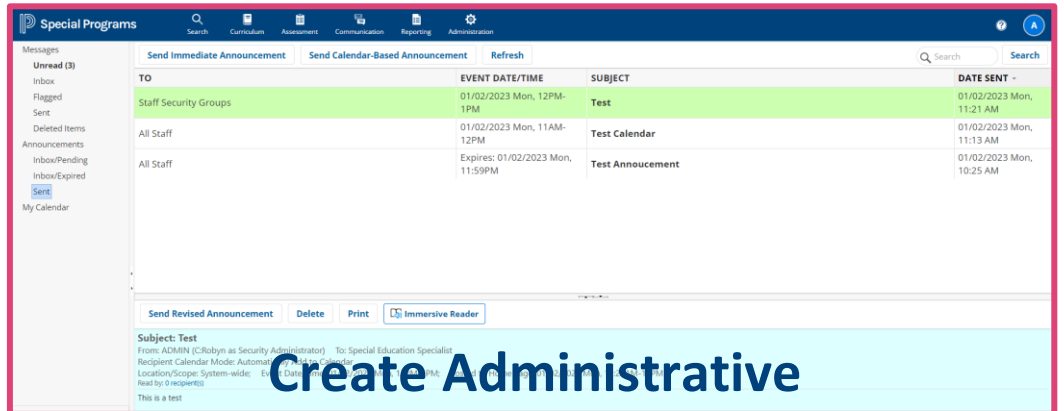 Special Programs
Search Curriculum Assessment Communication Reporting Administration
? A
Messages
Unread (3)
Inbox
Flagged
Sent
Deleted Items
Announcements
Inbox/Pending
Inbox/Expired
Sent
My Calendar
Send Immediate Announcement Send Calendar-Based Announcement Refresh Search Search
TO EVENT DATE/TIME SUBJECT DATE SENT
Staff Security Groups 01/02/2023 Mon, 12PM- Test 01/02/2023 Mon,
1PM 11:21 AM
All Staff 01/02/2023 Mon, 11AM- Test Calendar 01/02/2023 Mon,
12PM 11:13 AM
All Staff Expires: 01/02/2023 Mon, Test Annoucement 01/02/2023 Mon,
11:59PM 10:25 AM
Send Revised Announcement Delete Print Immersive Reader
Subject: Test
From: ADMIN (C:Robyn as Security Administrator) To: Special Education Specialist
Recipient Calendar Mode: Automatically Add to Calendar
Location/Scope: System-wide;
Read by: 0 recipient(s)
This is a test
Create Administrative